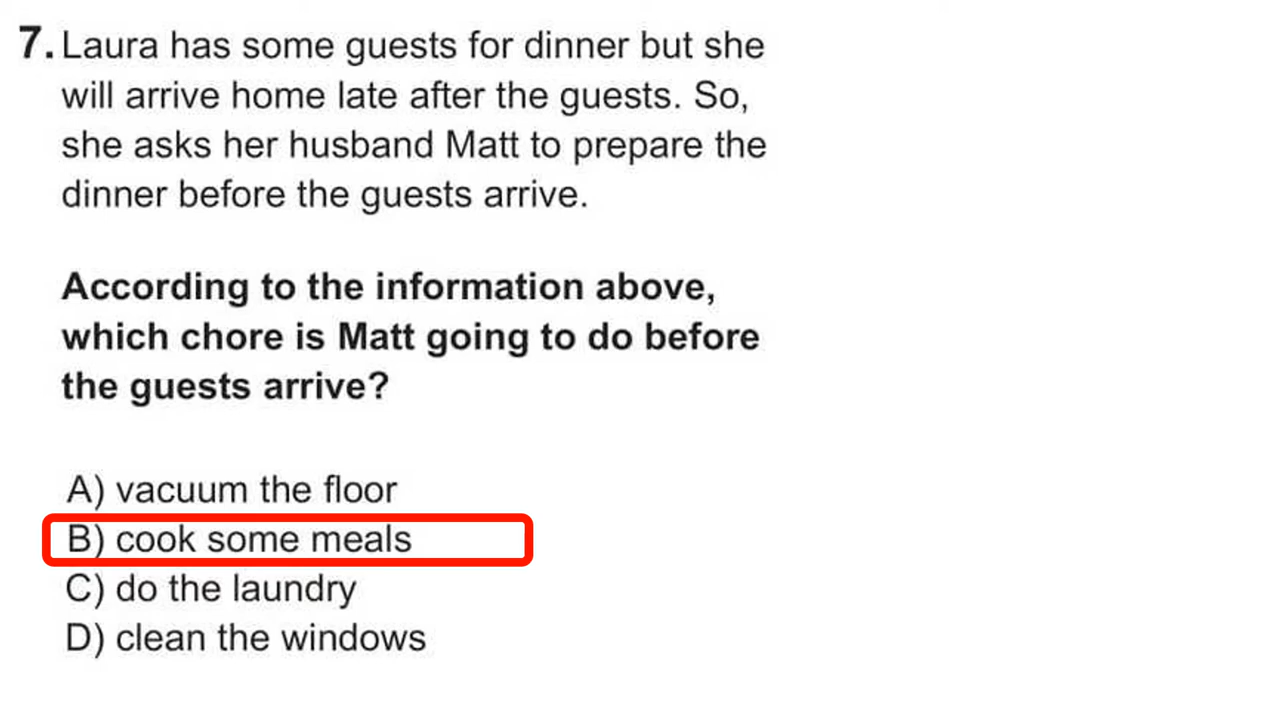 7. Laura has some guests for dinner but she
will arrive home late after the guests. So,
she asks her husband Matt to prepare the
dinner before the guests arrive.
According to the information above,
which chore is Matt going to do before
the guests arrive?
A) vacuum the floor
B) cook some meals
C) do the laundry
D) clean the windows